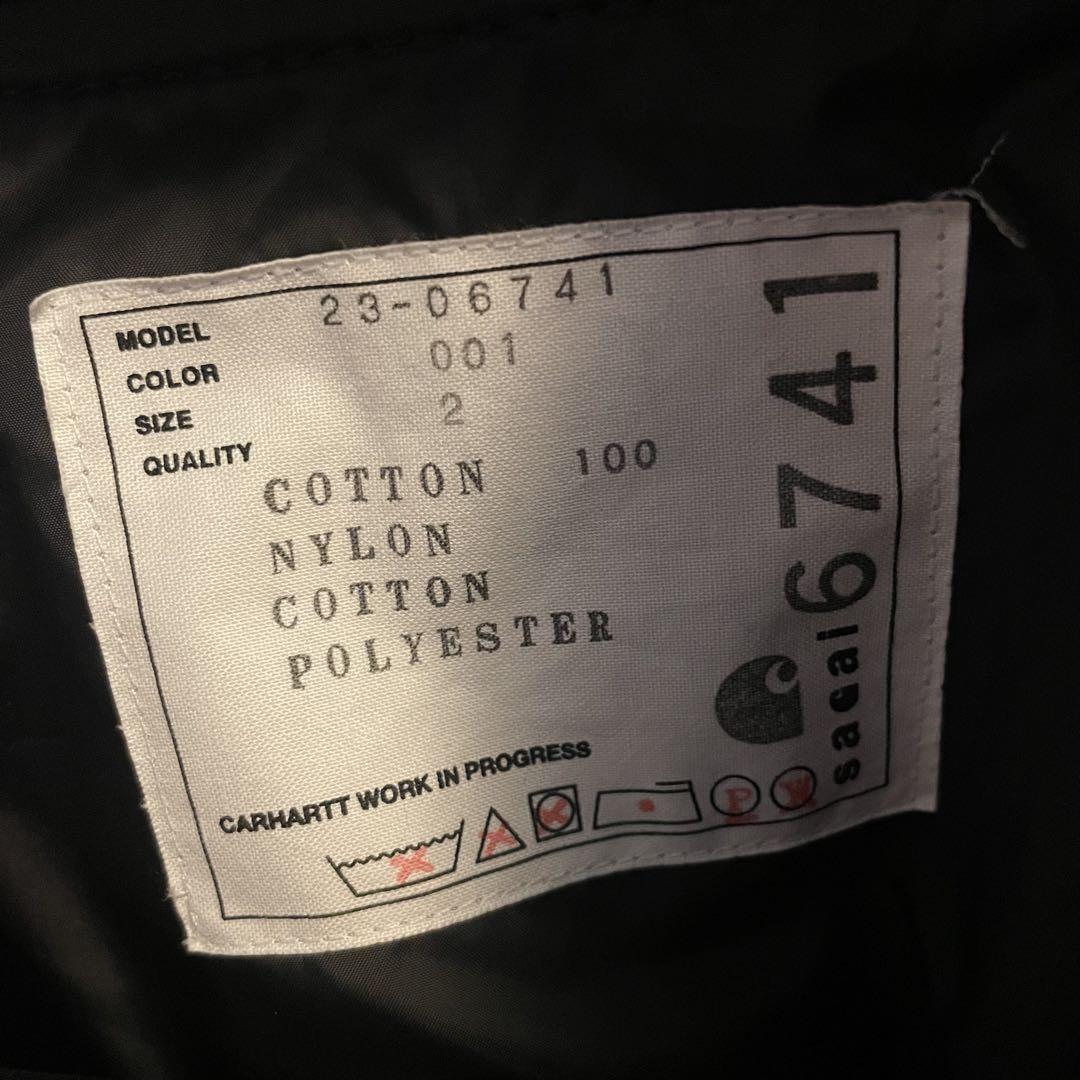 MODEL 23-06741
COLOR 001
SIZE 2
QUALITY
COTTON 100
NYLON
COTTON
POLYESTER
CARHARTT WORK IN PROGRESS
P W
sacai 6741